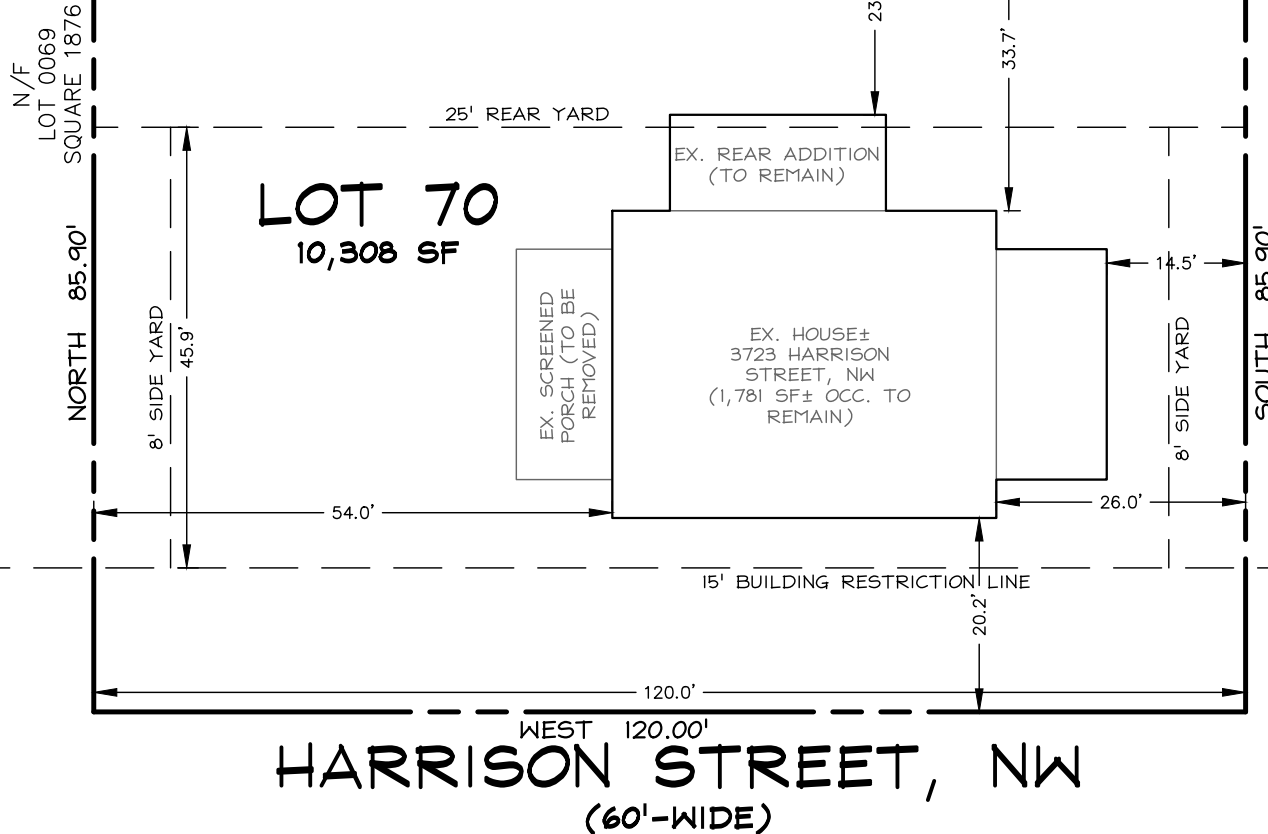 N/F
LOT 0069
SQUARE 1876
23
33.7'
25' REAR YARD
EX. REAR ADDITION
(TO REMAIN)
LOT 70
10,308 SF
NORTH 85.90'
8' SIDE YARD
45.9'
EX. SCREENED
PORCH (TO BE
REMOVED)
EX. HOUSE±
3723 HARRISON
STREET, NW
(1,781 SF± OCC. TO
REMAIN)
14.5'
8' SIDE YARD
SOUTH 85.90'
54.0'
26.0'
15' BUILDING RESTRICTION LINE
20.2'
120.0'
WEST 120.00'
HARRISON STREET, NW
(60'-WIDE)